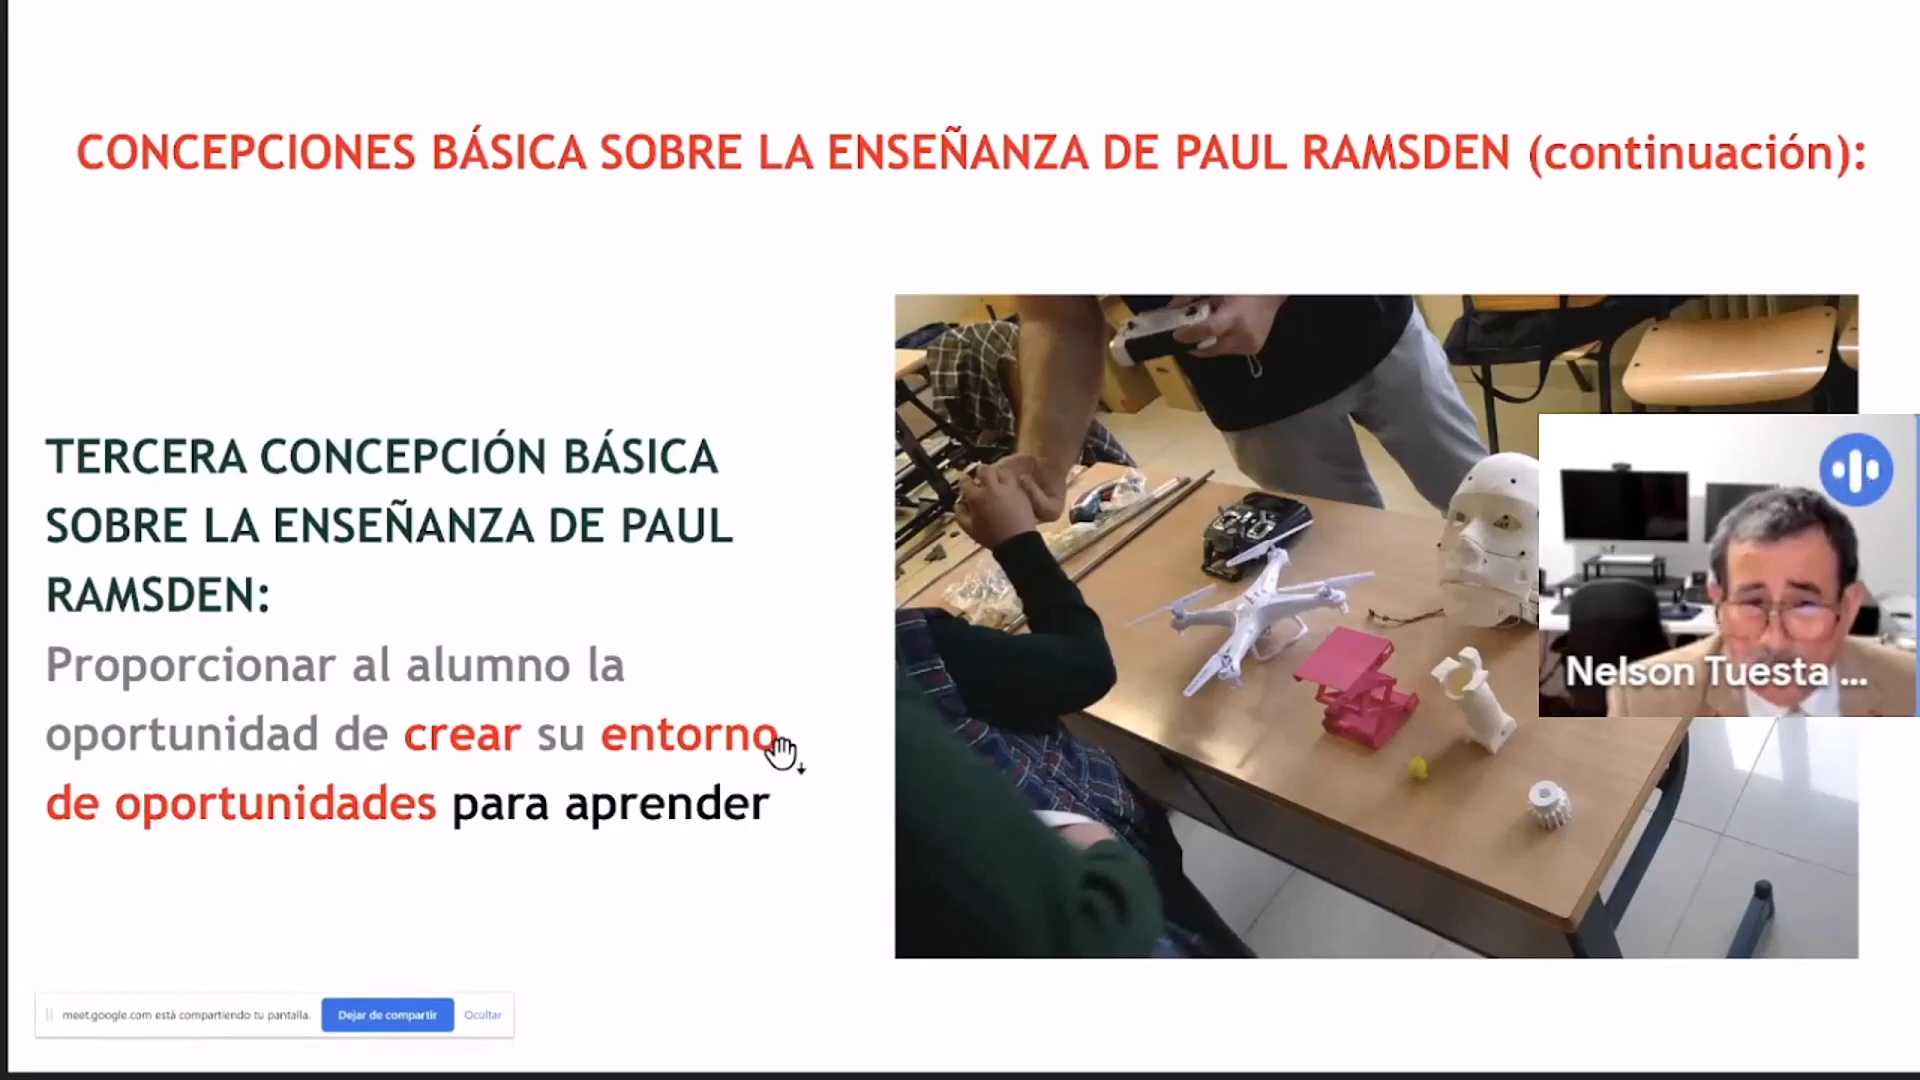 CONCEPCIONES BÁSICA SOBRE LA ENSEÑANZA DE PAUL RAMSDEN (continuación):
TERCERA CONCEPCIÓN BÁSICA
SOBRE LA ENSEÑANZA DE PAUL
RAMSDEN:
Proporcionar al alumno la
oportunidad de crear su entorno
de oportunidades para aprender
Nelson Tuesta ...
meet.google.com está compartiendo tu pantalla.
Dejar de compartir
Ocultar